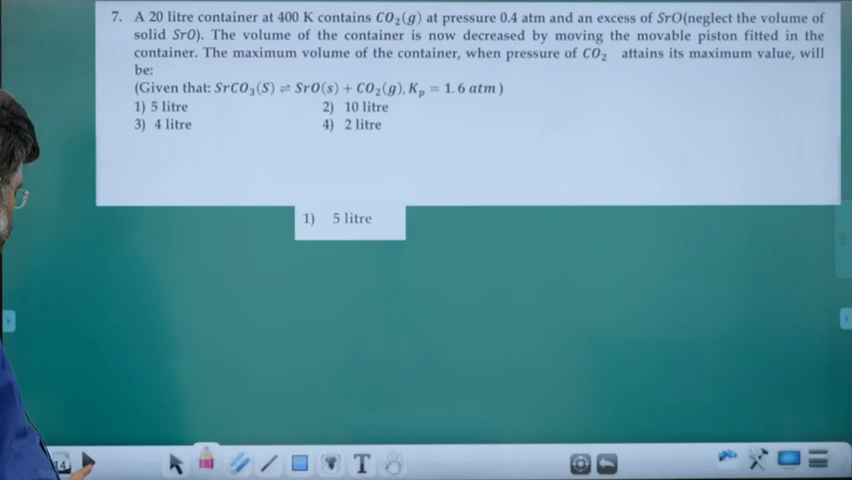 7. A 20 litre container at 400 K contains CO₂(g) at pressure 0.4 atm and an excess of SrO(neglect the volume of
solid SrO). The volume of the container is now decreased by moving the movable piston fitted in the
container. The maximum volume of the container, when pressure of CO₂ attains its maximum value, will
be:
(Given that: SrCO₃(S) ⇌ SrO(s) + CO₂(g), Kₚ = 1.6 atm)
1) 5 litre 2) 10 litre
3) 4 litre 4) 2 litre
1) 5 litre
14
T